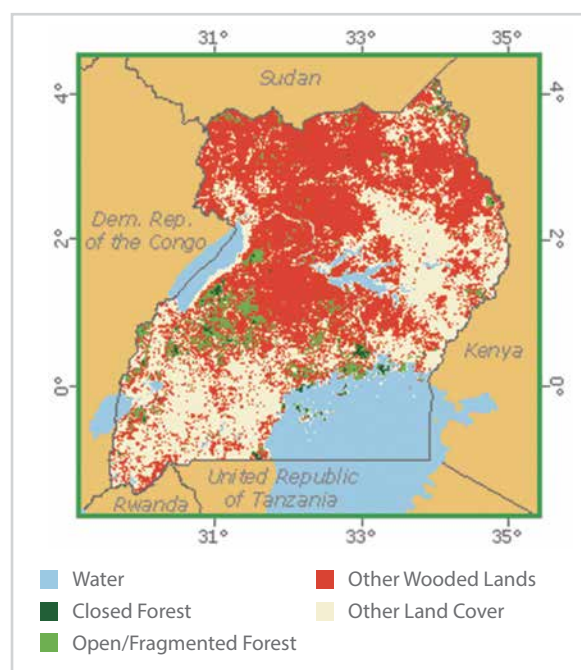 31° 33° 35°
Sudan
4° 4°
Dem. Rep.
of the Congo
2° 2°
Kenya
0° 0°
United Republic
of Tanzania
Rwanda
31° 33° 35°
Water
Closed Forest
Open/Fragmented Forest
Other Wooded Lands
Other Land Cover